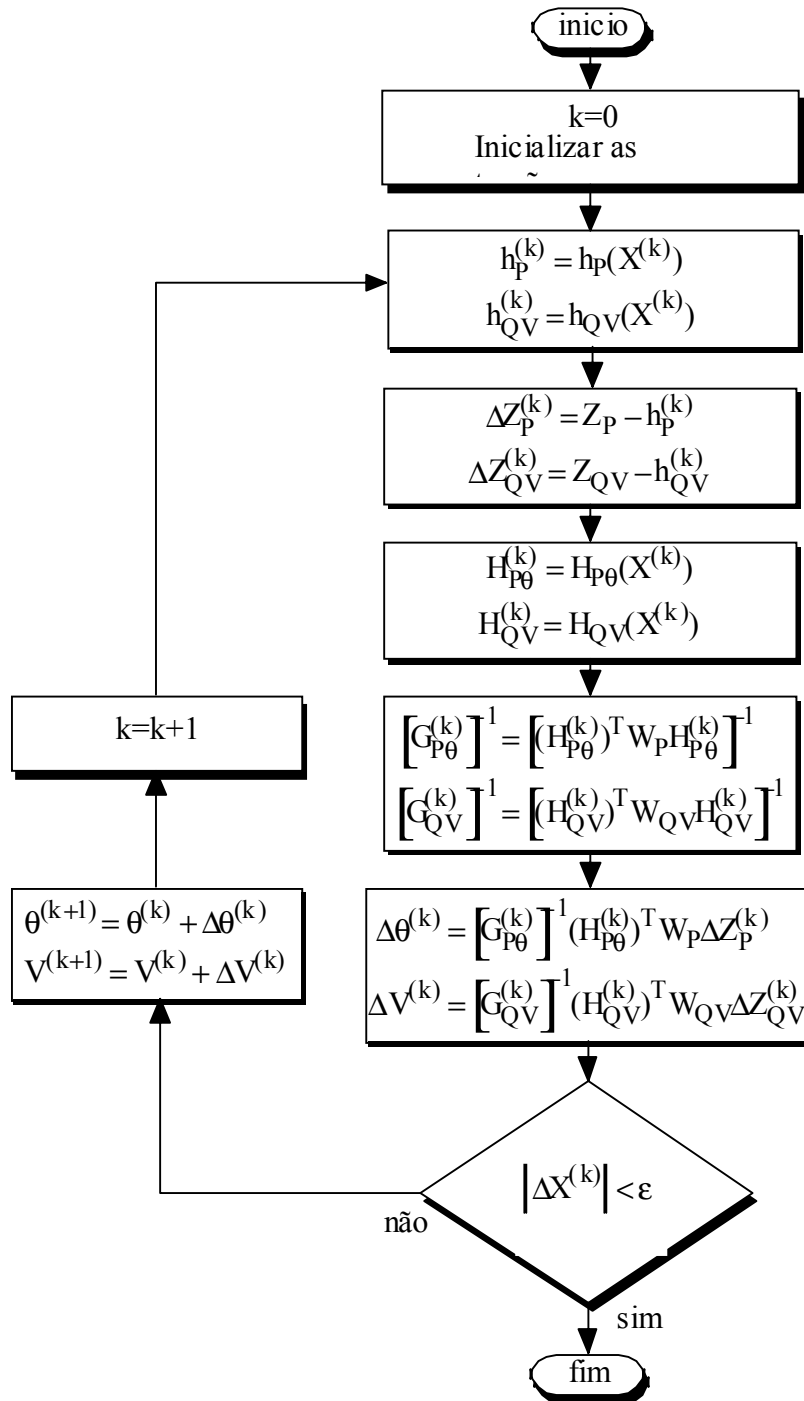 inicio
k=0
Inicializar as
h_P^(k) = h_P(X^(k))
h_QV^(k) = h_QV(X^(k))
ΔZ_P^(k) = Z_P − h_P^(k)
ΔZ_QV^(k) = Z_QV − h_QV^(k)
H_Pθ^(k) = H_Pθ(X^(k))
H_QV^(k) = H_QV(X^(k))
[G_Pθ^(k)]^-1 = [(H_Pθ^(k))^T W_P H_Pθ^(k)]^-1
[G_QV^(k)]^-1 = [(H_QV^(k))^T W_QV H_QV^(k)]^-1
Δθ^(k) = [G_Pθ^(k)]^-1 (H_Pθ^(k))^T W_P ΔZ_P^(k)
ΔV^(k) = [G_QV^(k)]^-1 (H_QV^(k))^T W_QV ΔZ_QV^(k)
|ΔX^(k)| < ε
não
sim
fim
θ^(k+1) = θ^(k) + Δθ^(k)
V^(k+1) = V^(k) + ΔV^(k)
k=k+1